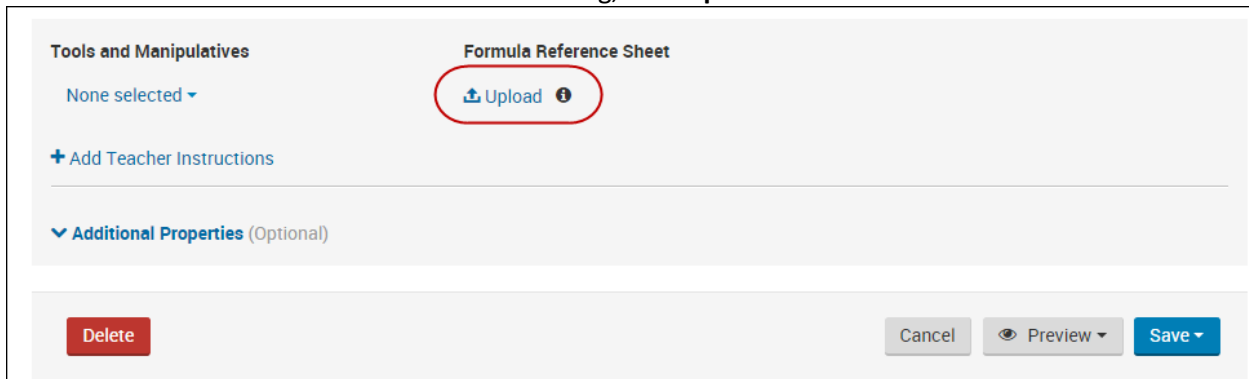 Tools and Manipulatives Formula Reference Sheet
None selected Upload
Add Teacher Instructions
Additional Properties (Optional)
Delete Cancel Preview Save